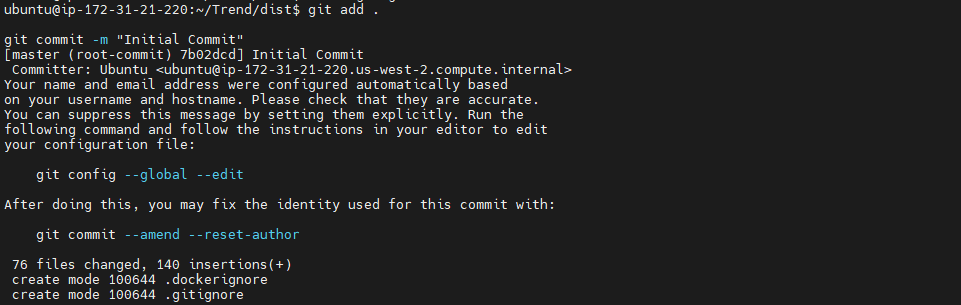 ubuntu@ip-172-31-21-220:~/Trend/dist$ git add .
git commit -m "Initial Commit"
[master (root-commit) 7b02dcd] Initial Commit
 Committer: Ubuntu <ubuntu@ip-172-31-21-220.us-west-2.compute.internal>
Your name and email address were configured automatically based
on your username and hostname. Please check that they are accurate.
You can suppress this message by setting them explicitly. Run the
following command and follow the instructions in your editor to edit
your configuration file:
    git config --global --edit
After doing this, you may fix the identity used for this commit with:
    git commit --amend --reset-author
 76 files changed, 140 insertions(+)
 create mode 100644 .dockerignore
 create mode 100644 .gitignore